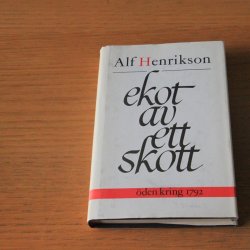 Alf Henrikson
ekot
av
ett
skott
öden kring 1792